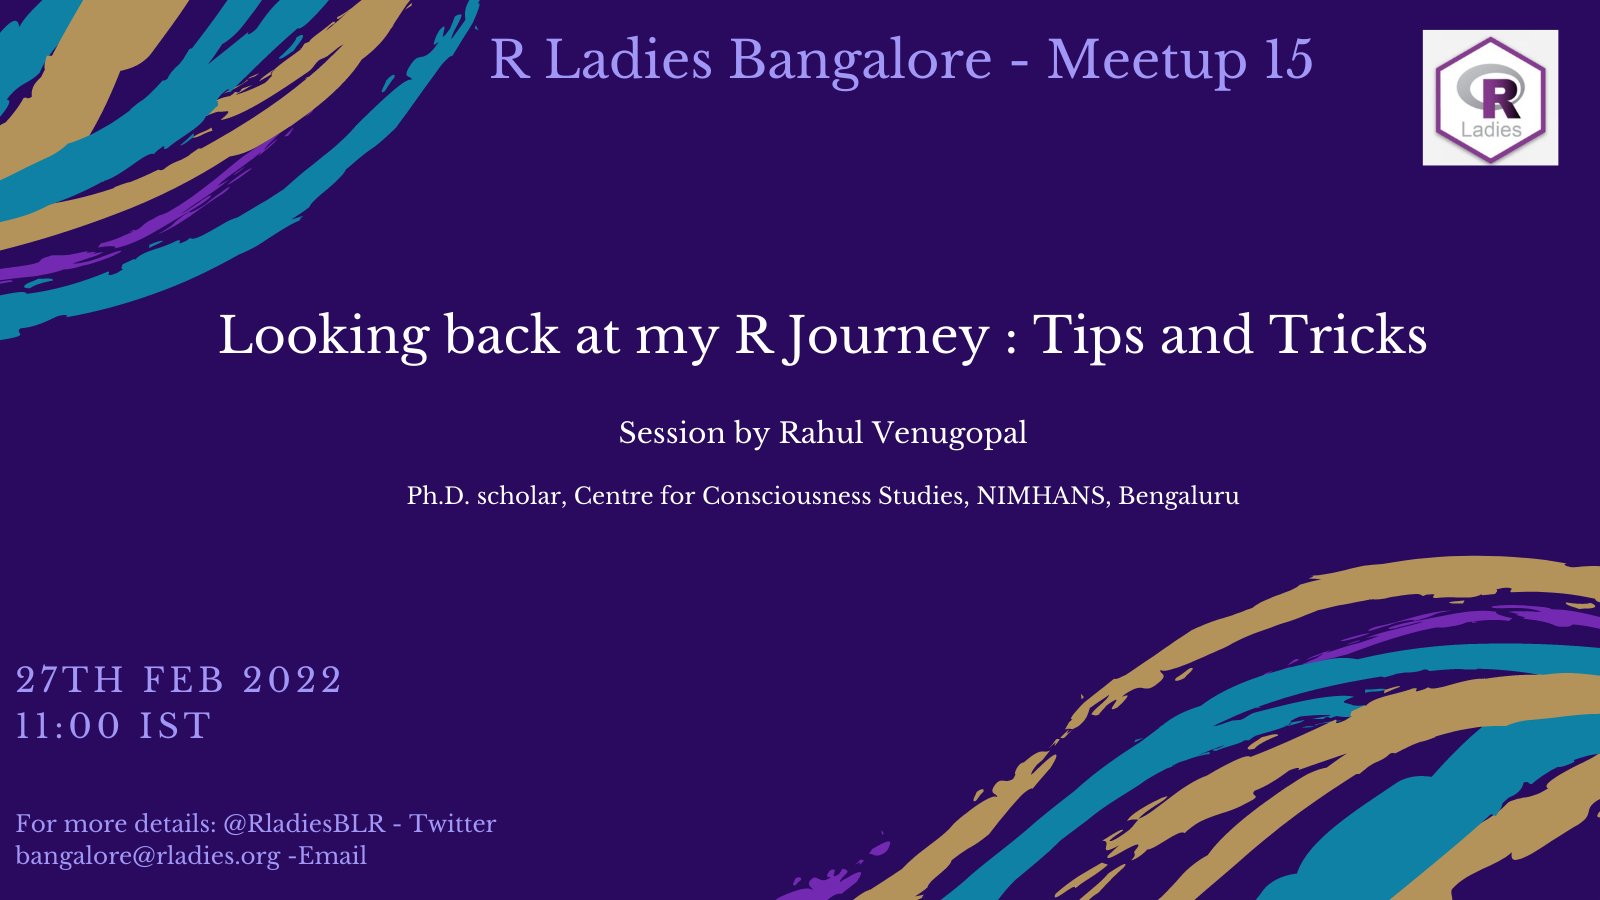 R Ladies Bangalore - Meetup 15
R
Ladies
Looking back at my R Journey : Tips and Tricks
Session by Rahul Venugopal
Ph.D. scholar, Centre for Consciousness Studies, NIMHANS, Bengaluru
27TH FEB 2022
11:00 IST
For more details: @RladiesBLR - Twitter
bangalore@rladies.org -Email